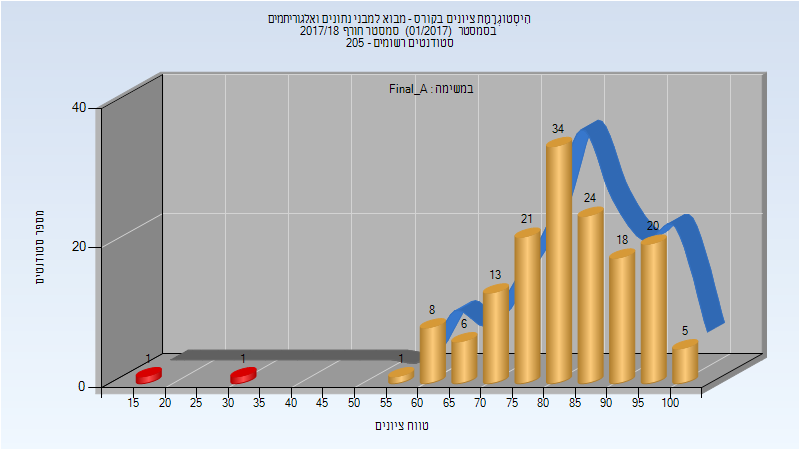 הִיסְטוֹגְרָמַת ציונים בקורס - מבוא למבני נתונים ואלגוריתמים
בסמסטר (01/2017) סמסטר חורף 2017/18
סטודנטים רשומים - 205
במשימה : Final_A
מספר סטודנטים
40
20
0
1
1
1
8
6
13
21
34
24
18
20
5
15 20 25 30 35 40 45 50 55 60 65 70 75 80 85 90 95 100
טווח ציונים